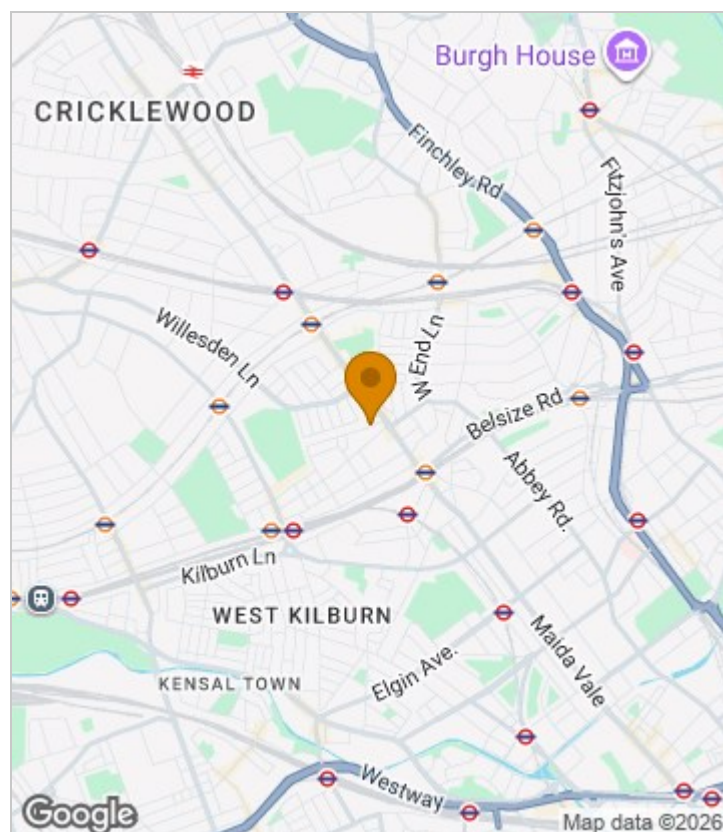 Burgh House
CRICKLEWOOD
Finchley Rd
Fitzjohn's Ave
Willesden Ln
W End Ln
Belsize Rd
Abbey Rd.
Kilburn Ln
WEST KILBURN
Maida Vale
Elgin Ave.
KENSAL TOWN
Westway
Google
Map data ©2026